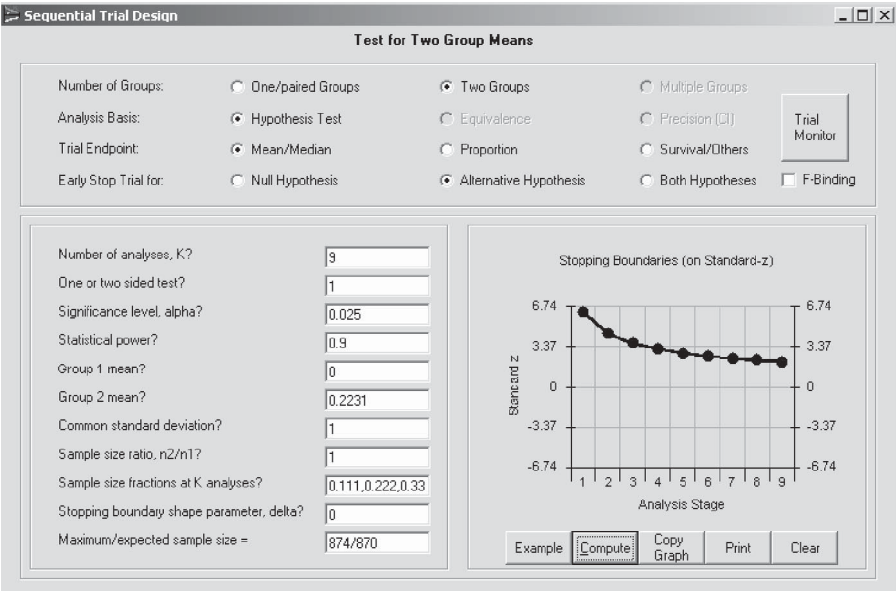 Sequential Trial Design
Test for Two Group Means
Number of Groups: One/paired Groups Two Groups Multiple Groups
Analysis Basis: Hypothesis Test Equivalence Precision (CI)
Trial Endpoint: Mean/Median Proportion Survival/Others
Early Stop Trial for: Null Hypothesis Alternative Hypothesis Both Hypotheses F-Binding
Trial
Monitor
Number of analyses, K? 9
One or two sided test? 1
Significance level, alpha? 0.025
Statistical power? 0.9
Group 1 mean? 0
Group 2 mean? 0.2231
Common standard deviation? 1
Sample size ratio, n2/n1? 1
Sample size fractions at K analyses? 0.111,0.222,0.33
Stopping boundary shape parameter, delta? 0
Maximum/expected sample size = 874/870
Stopping Boundaries (on Standard-z)
6.74 6.74
3.37 3.37
0 0
-3.37 -3.37
-6.74 -6.74
Standard z
1 2 3 4 5 6 7 8 9
Analysis Stage
Example Compute Copy Graph Print Clear